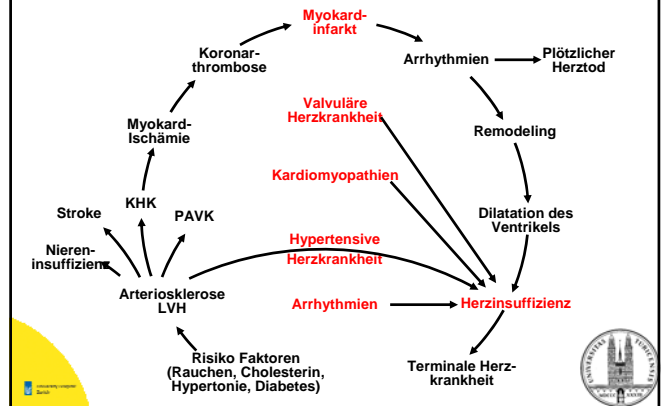 Myokard-
infarkt
Koronar-
thrombose
Arrhythmien
Plötzlicher
Herztod
Valvuläre
Herzkrankheit
Myokard-
Ischämie
Remodeling
Kardiomyopathien
KHK
Stroke
PAVK
Dilatation des
Ventrikels
Nieren-
insuffizienz
Hypertensive
Herzkrankheit
Arteriosklerose
LVH
Arrhythmien
Herzinsuffizienz
Risiko Faktoren
(Rauchen, Cholesterin,
Hypertonie, Diabetes)
Terminale Herz-
krankheit